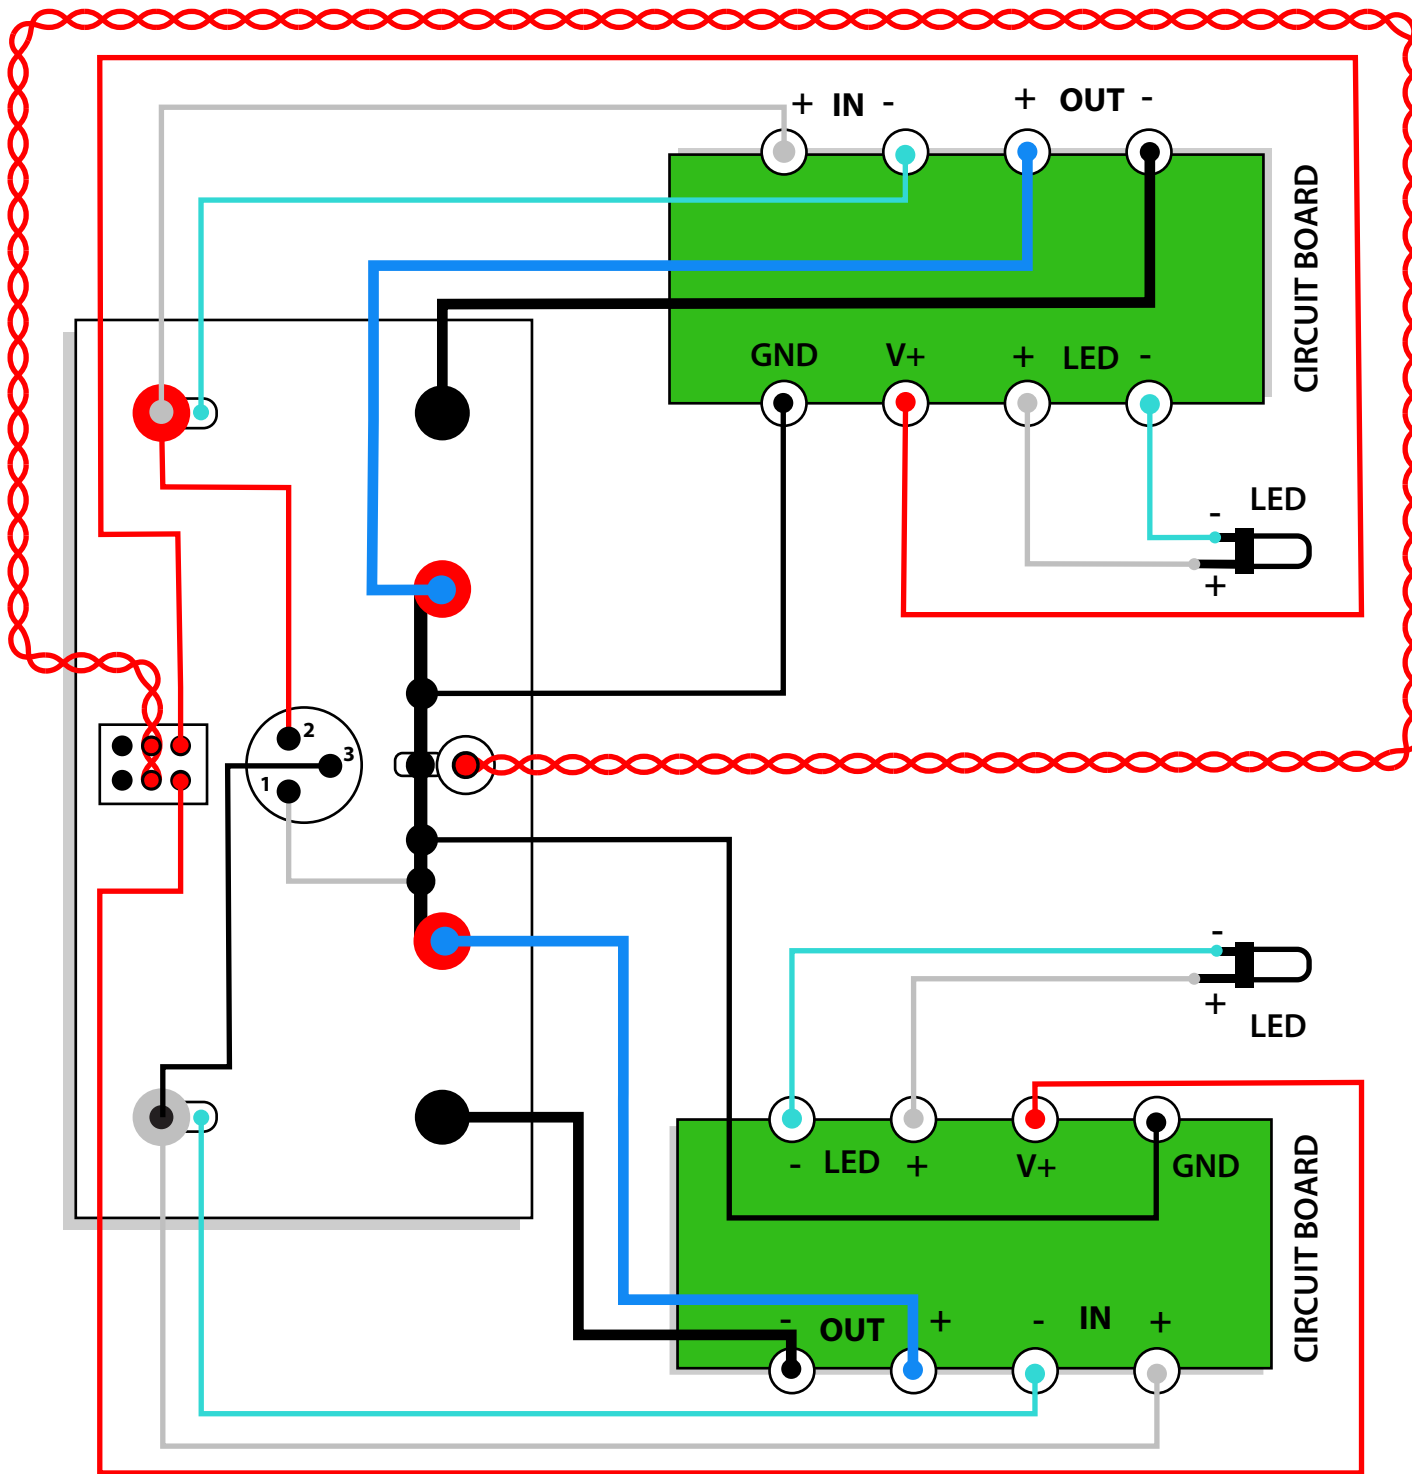 + IN - + OUT -
CIRCUIT BOARD
GND V+ + LED -
LED
-
+
2
3
1
-
+
LED
- LED + V+ GND
CIRCUIT BOARD
- OUT + - IN +